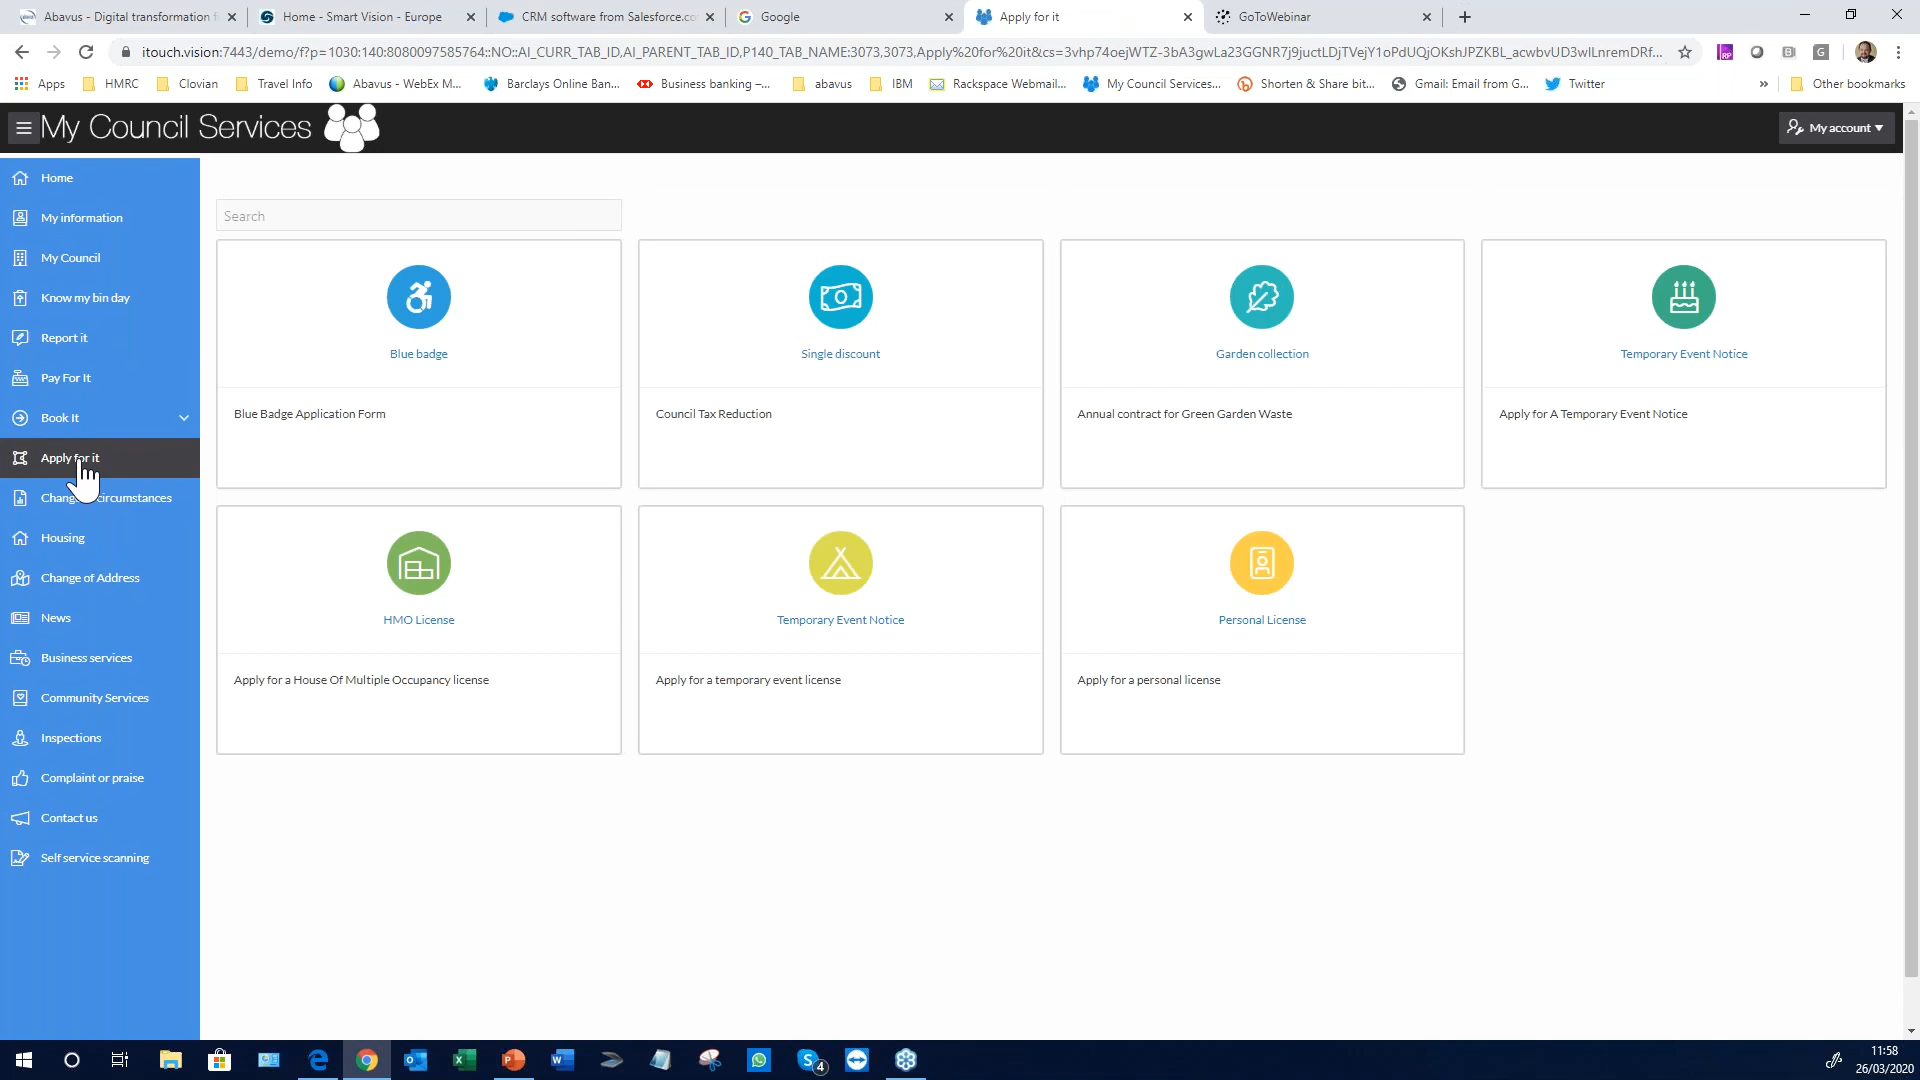 Abavus - Digital transformation f
Home - Smart Vision - Europe
CRM software from Salesforce.co
Google
Apply for it
GoToWebinar
itouch.vision:7443/demo/f?p=1030:140:8080097585764::NO::AI_CURR_TAB_ID,AI_PARENT_TAB_ID,P140_TAB_NAME:3073,3073,Apply%20for%20it&cs=3vhp74oejWTZ-3bA3gwLa23GGNR7j9juctLDjTVejY1oPdUQjOKshJPZKBL_acwbvUD3wlLnremDRf...
Apps HMRC Clovian Travel Info Abavus - WebEx M... Barclays Online Ban... Business banking –... abavus IBM Rackspace Webmail... My Council Services... Shorten & Share bit... Gmail: Email from G... Twitter » Other bookmarks
My Council Services
My account
Home
My information
My Council
Know my bin day
Report it
Pay For It
Book It
Apply for it
Housing
Change of Address
News
Business services
Community Services
Inspections
Complaint or praise
Contact us
Self service scanning
Search
Blue badge
Blue Badge Application Form
Single discount
Council Tax Reduction
Garden collection
Annual contract for Green Garden Waste
Temporary Event Notice
Apply for A Temporary Event Notice
HMO License
Apply for a House Of Multiple Occupancy license
Temporary Event Notice
Apply for a temporary event license
Personal License
Apply for a personal license
4
11:58
26/03/2020